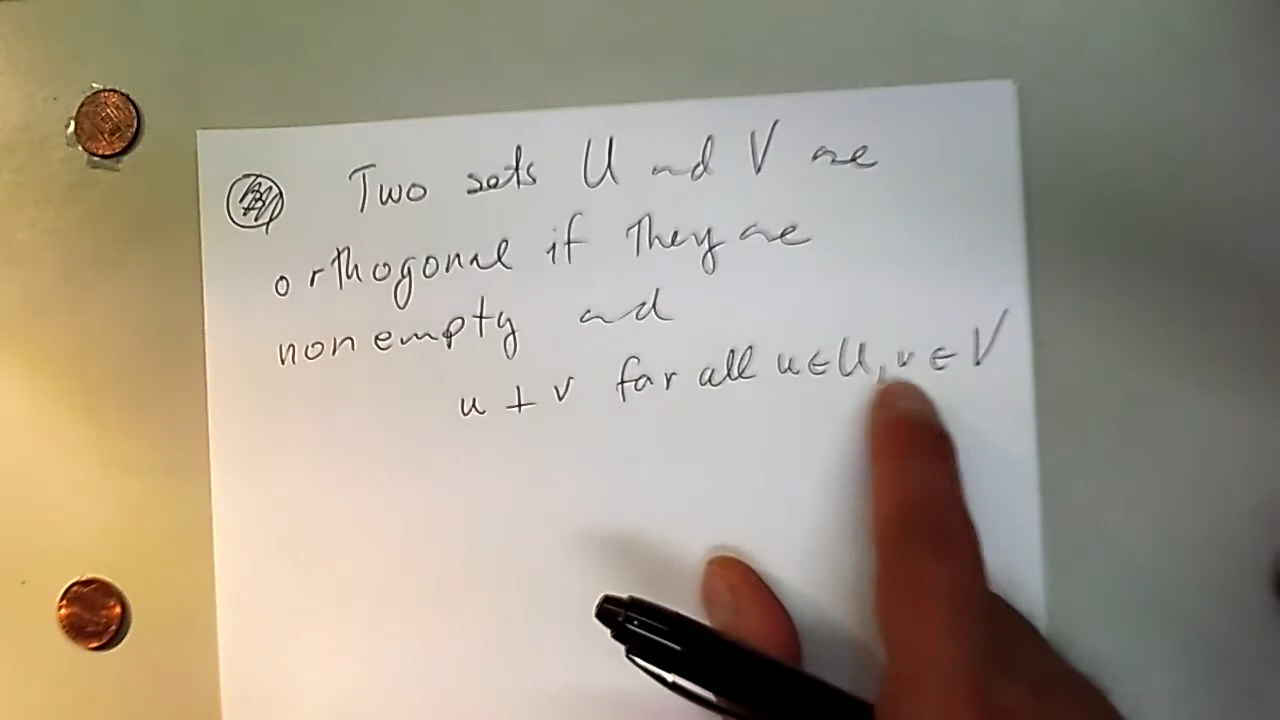 Two sets U and V are
orthogonal if they are
nonempty and
u ⊥ v for all u ∈ U, v ∈ V